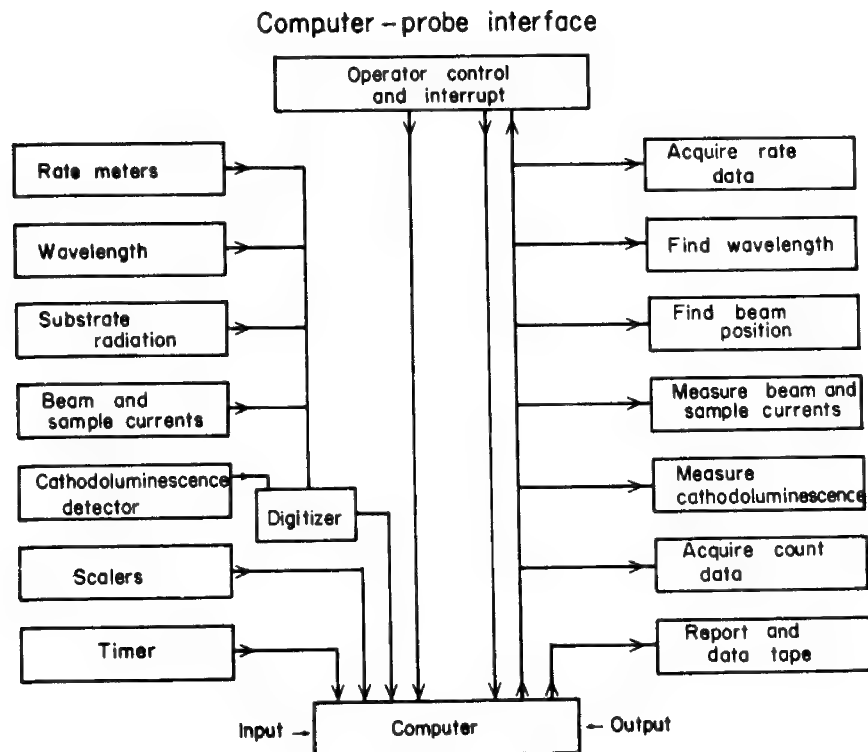 Computer-probe interface
Operator control
and interrupt
Rate meters
Wavelength
Substrate
radiation
Beam and
sample currents
Cathodoluminescence
detector
Digitizer
Scalers
Timer
Acquire rate
data
Find wavelength
Find beam
position
Measure beam and
sample currents
Measure
cathodoluminescence
Acquire count
data
Report and
data tape
Input
Computer
Output